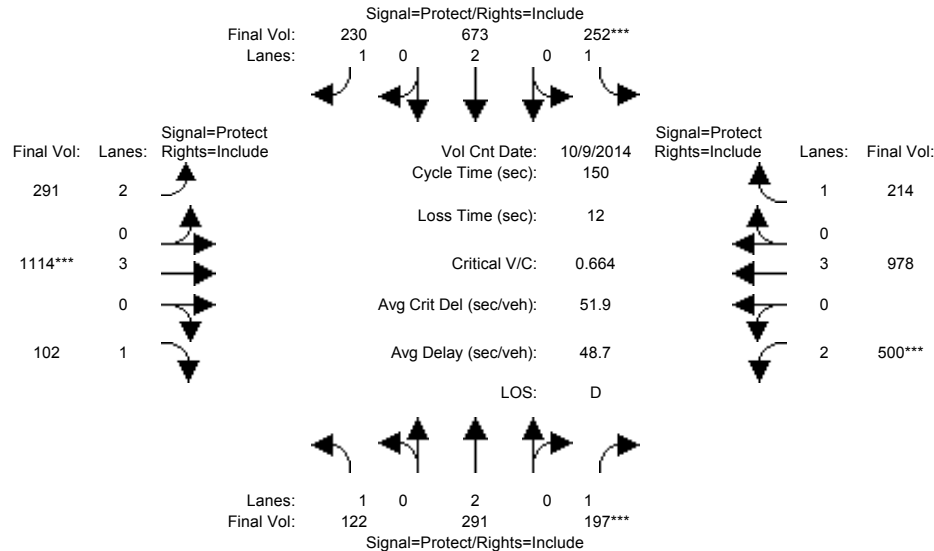 Signal=Protect/Rights=Include
Final Vol: 230 673 252***
Lanes: 1 0 2 0 1
Signal=Protect Signal=Protect
Final Vol: Lanes: Rights=Include Vol Cnt Date: 10/9/2014 Rights=Include Lanes: Final Vol:
Cycle Time (sec): 150
291 2 1 214
Loss Time (sec): 12
0 0
1114*** 3 Critical V/C: 0.664 3 978
0 Avg Crit Del (sec/veh): 51.9 0
102 1 Avg Delay (sec/veh): 48.7 2 500***
LOS: D
Lanes: 1 0 2 0 1
Final Vol: 122 291 197***
Signal=Protect/Rights=Include